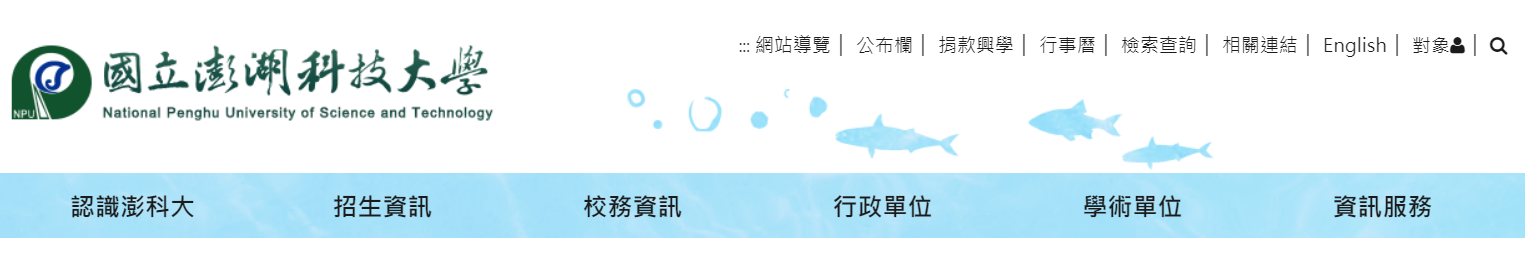 ::: 網站導覽 | 公布欄 | 捐款興學 | 行事曆 | 檢索查詢 | 相關連結 | English | 對象 |
國立澎湖科技大學
NPU National Penghu University of Science and Technology
認識澎科大 招生資訊 校務資訊 行政單位 學術單位 資訊服務